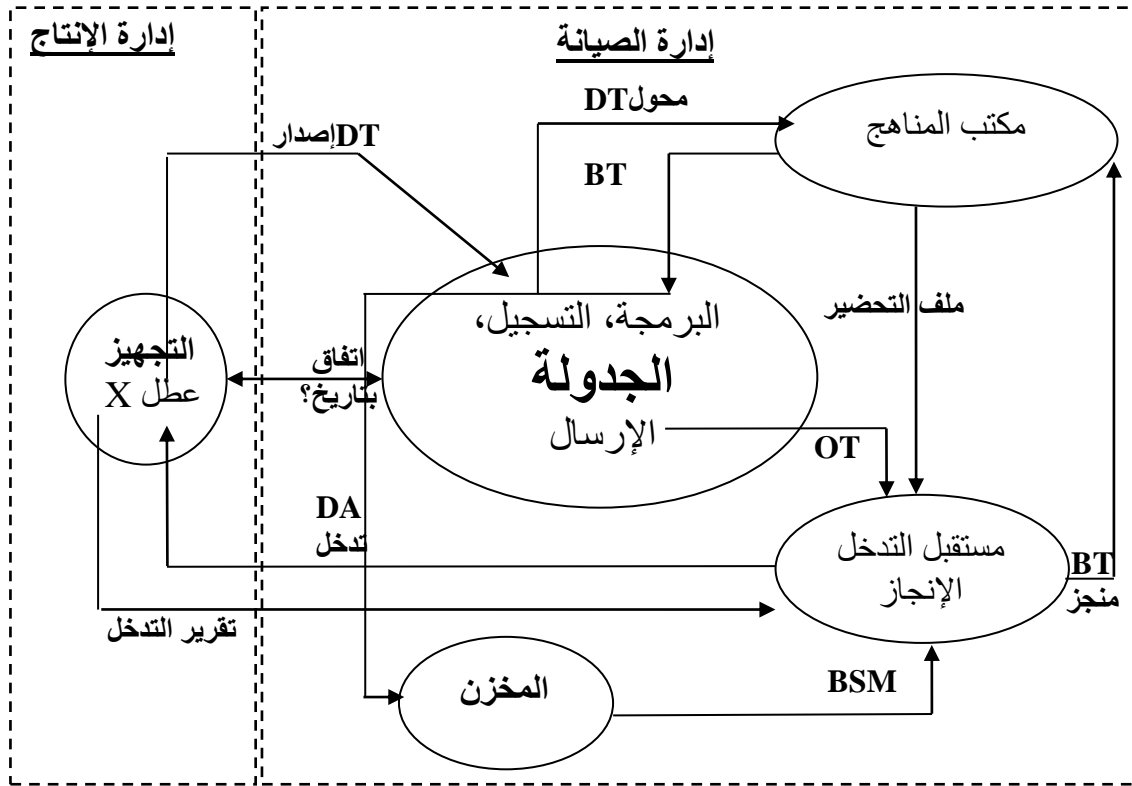 إدارة الإنتاج
إدارة الصيانة
محولDT
مكتب المناهج
إصدارDT
BT
ملف التحضير
البرمجة، التسجيل،
الجدولة
الإرسال
التجهيز
عطل X
اتفاق
بتاريخ؟
OT
DA
تدخل
مستقبل التدخل
الإنجاز
BT
منجز
تقرير التدخل
المخزن
BSM